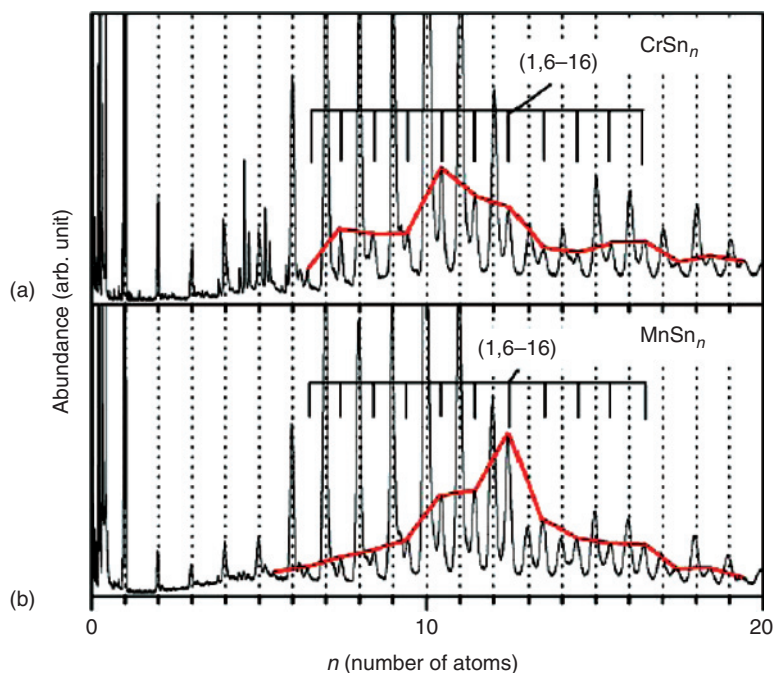 CrSnₙ
(1,6–16)
(a)
MnSnₙ
(1,6–16)
(b)
Abundance (arb. unit)
0 10 20
n (number of atoms)